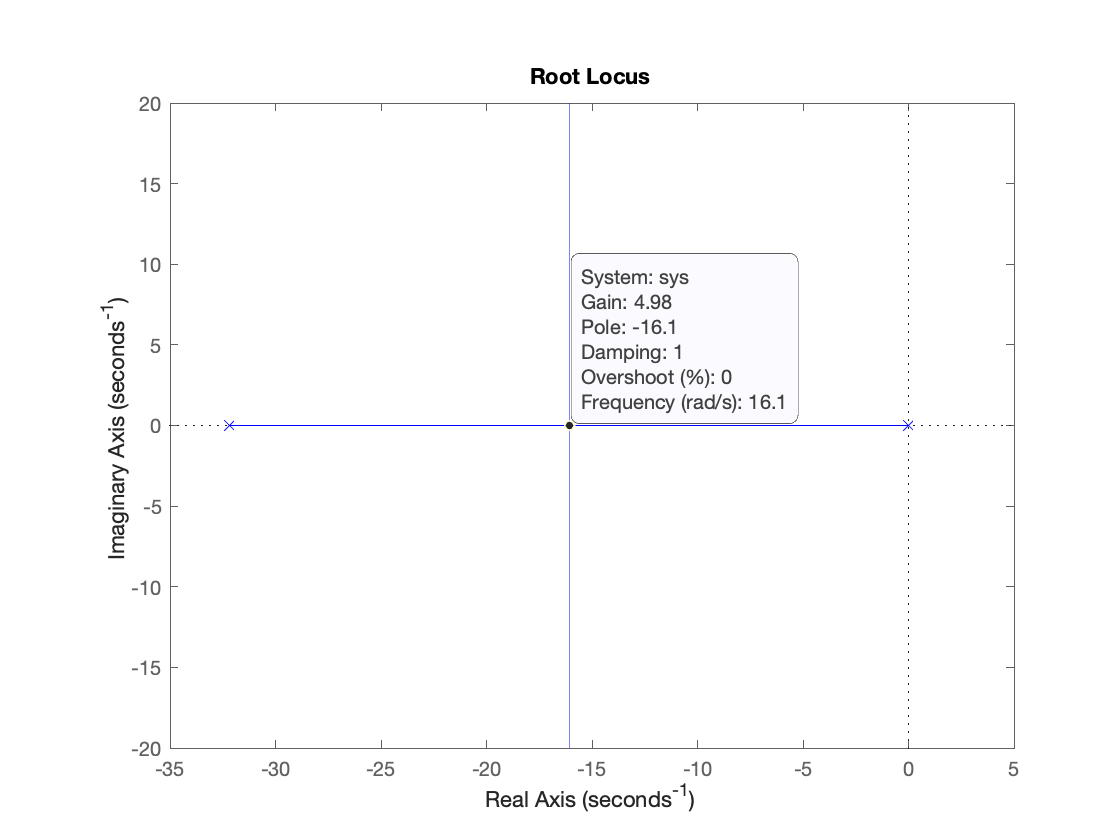 Root Locus
20
15
10
5
0
-5
-10
-15
-20
Imaginary Axis (seconds⁻¹)
System: sys
Gain: 4.98
Pole: -16.1
Damping: 1
Overshoot (%): 0
Frequency (rad/s): 16.1
-35 -30 -25 -20 -15 -10 -5 0 5
Real Axis (seconds⁻¹)